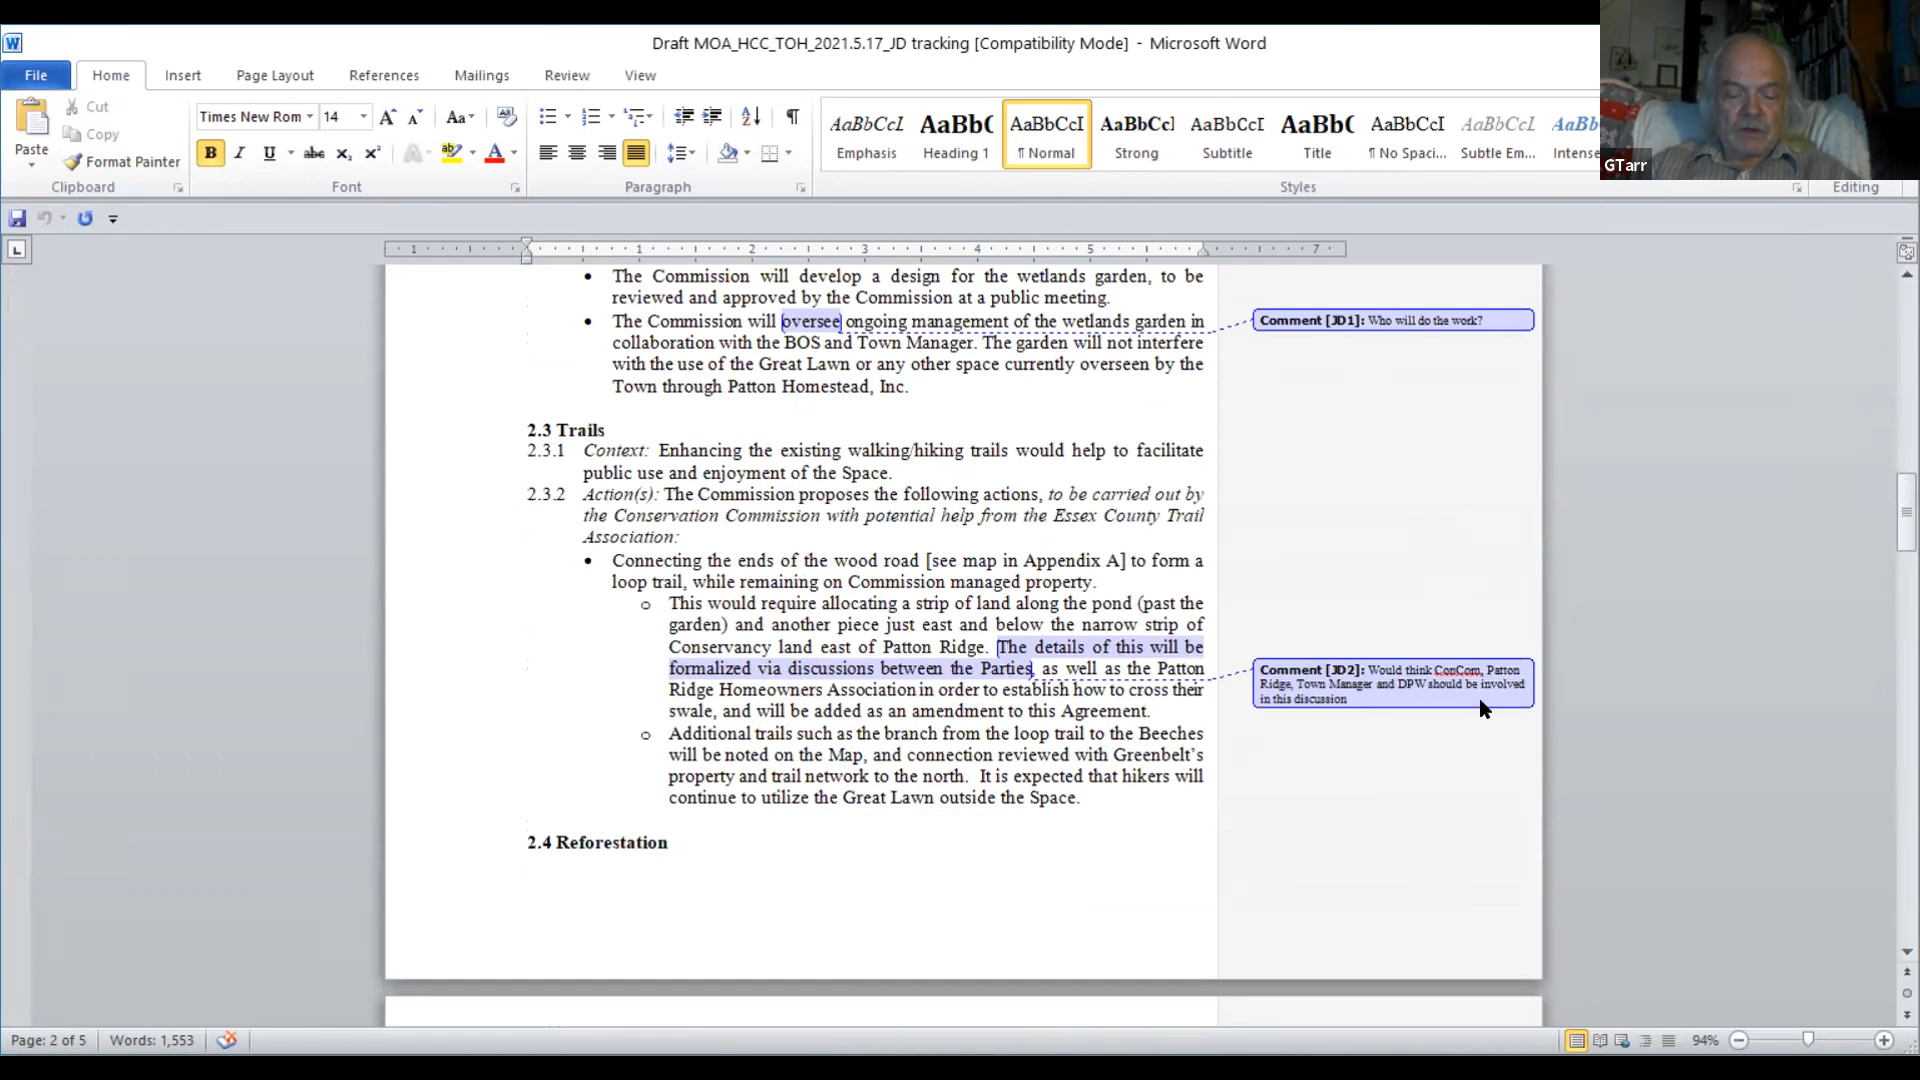 Draft MOA_HCC_TOH_2021.5.17_JD tracking [Compatibility Mode] - Microsoft Word
File Home Insert Page Layout References Mailings Review View
GTarr
Paste
Cut
Copy
Format Painter
Clipboard
Times New Rom 14
Font
Paragraph
AaBbCcL AaBb( AaBbCcI AaBbCcI AaBbCcI AaBb( AaBbCcI AaBbCcL AaBb
Emphasis Heading 1 ¶ Normal Strong Subtitle Title ¶ No Spaci... Subtle Em... Intense
Styles
Editing
1 1 2 3 4 5 7
• The Commission will develop a design for the wetlands garden, to be
reviewed and approved by the Commission at a public meeting.
• The Commission will oversee ongoing management of the wetlands garden in
collaboration with the BOS and Town Manager. The garden will not interfere
with the use of the Great Lawn or any other space currently overseen by the
Town through Patton Homestead, Inc.
Comment [JD1]: Who will do the work?
2.3 Trails
2.3.1 Context: Enhancing the existing walking/hiking trails would help to facilitate
public use and enjoyment of the Space.
2.3.2 Action(s): The Commission proposes the following actions, to be carried out by
the Conservation Commission with potential help from the Essex County Trail
Association:
• Connecting the ends of the wood road [see map in Appendix A] to form a
loop trail, while remaining on Commission managed property.
o This would require allocating a strip of land along the pond (past the
garden) and another piece just east and below the narrow strip of
Conservancy land east of Patton Ridge. The details of this will be
formalized via discussions between the Parties, as well as the Patton
Ridge Homeowners Association in order to establish how to cross their
swale, and will be added as an amendment to this Agreement.
Comment [JD2]: Would think ConCom, Patton
Ridge, Town Manager and DPW should be involved
in this discussion
o Additional trails such as the branch from the loop trail to the Beeches
will be noted on the Map, and connection reviewed with Greenbelt's
property and trail network to the north. It is expected that hikers will
continue to utilize the Great Lawn outside the Space.
2.4 Reforestation
Page: 2 of 5 Words: 1,553 94%